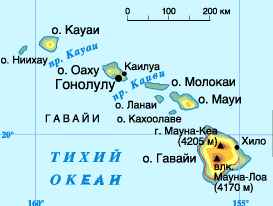 0 100 200 км
о. Кауаи
о. Ниихау
пр. Кауаи
о. Оаху
Каилуа
Гонолулу
пр. Каиви
о. Молокаи
о. Ланаи
о. Мауи
ГАВАЙИ
о. Кахоолаве
20°
г. Мауна-Кеа
(4205 м)
Хило
о. Гавайи
ТИХИЙ
ОКЕАН
влк.
Мауна-Лоа
(4170 м)
160°
155°